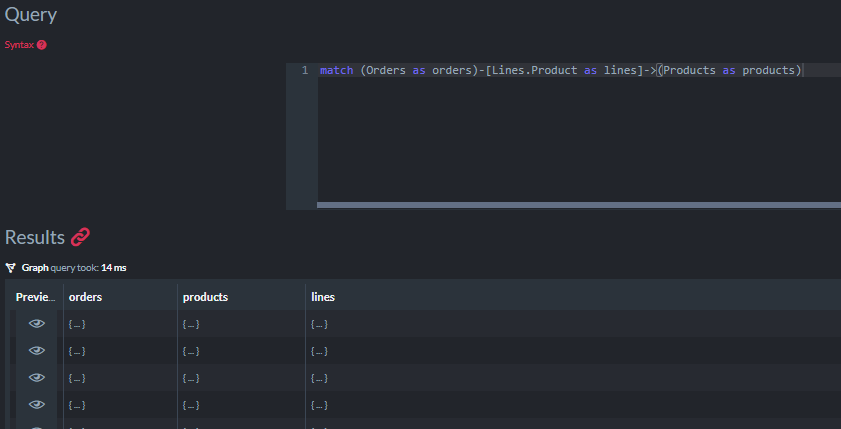 Query
Syntax ?
1 match (Orders as orders)-[Lines.Product as lines]->(Products as products)
Results
Graph query took: 14 ms
Previe... orders products lines
{...} {...} {...}
{...} {...} {...}
{...} {...} {...}
{...} {...} {...}